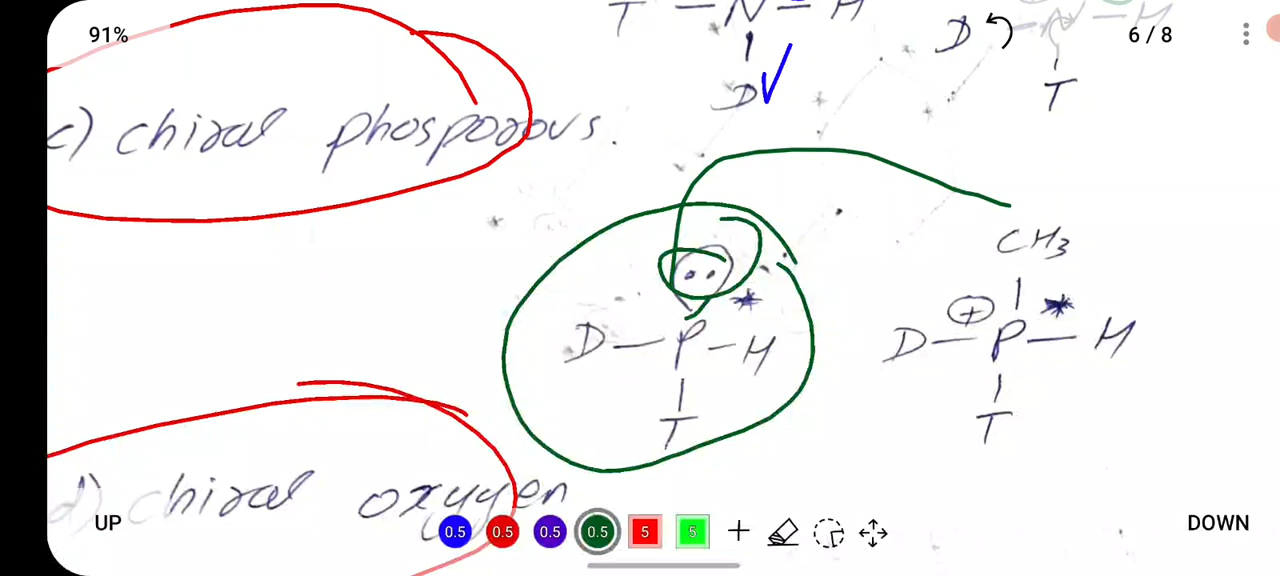 91%
6 / 8
T — N — H
D
D N — H
T
c) chiral phosporous.
CH3
D — P — H
T
D — P — H
T
d) chiral oxygen
UP
0.5 0.5 0.5 0.5 5 5 +
DOWN